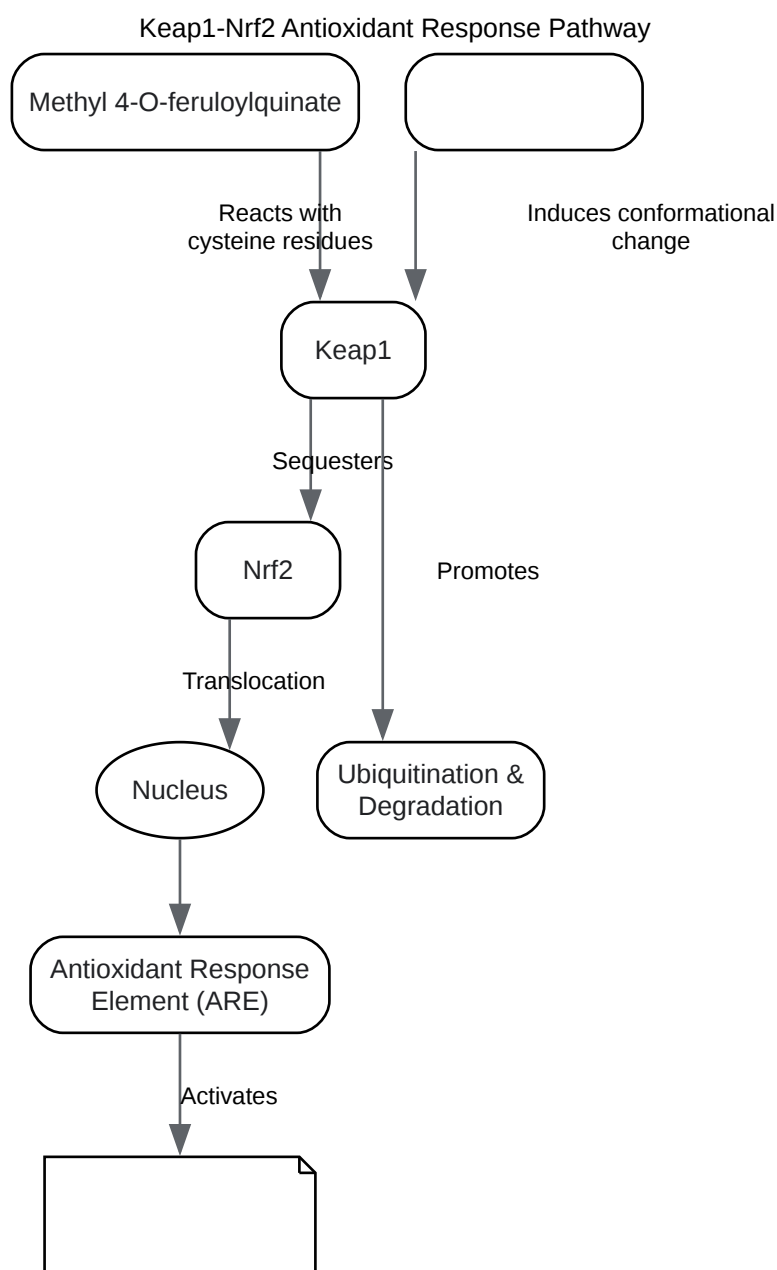 Keap1-Nrf2 Antioxidant Response Pathway
Methyl 4-O-feruloylquinate
Reacts with
cysteine residues
Induces conformational
change
Keap1
Sequesters
Nrf2
Promotes
Translocation
Nucleus
Ubiquitination &
Degradation
Antioxidant Response
Element (ARE)
Activates